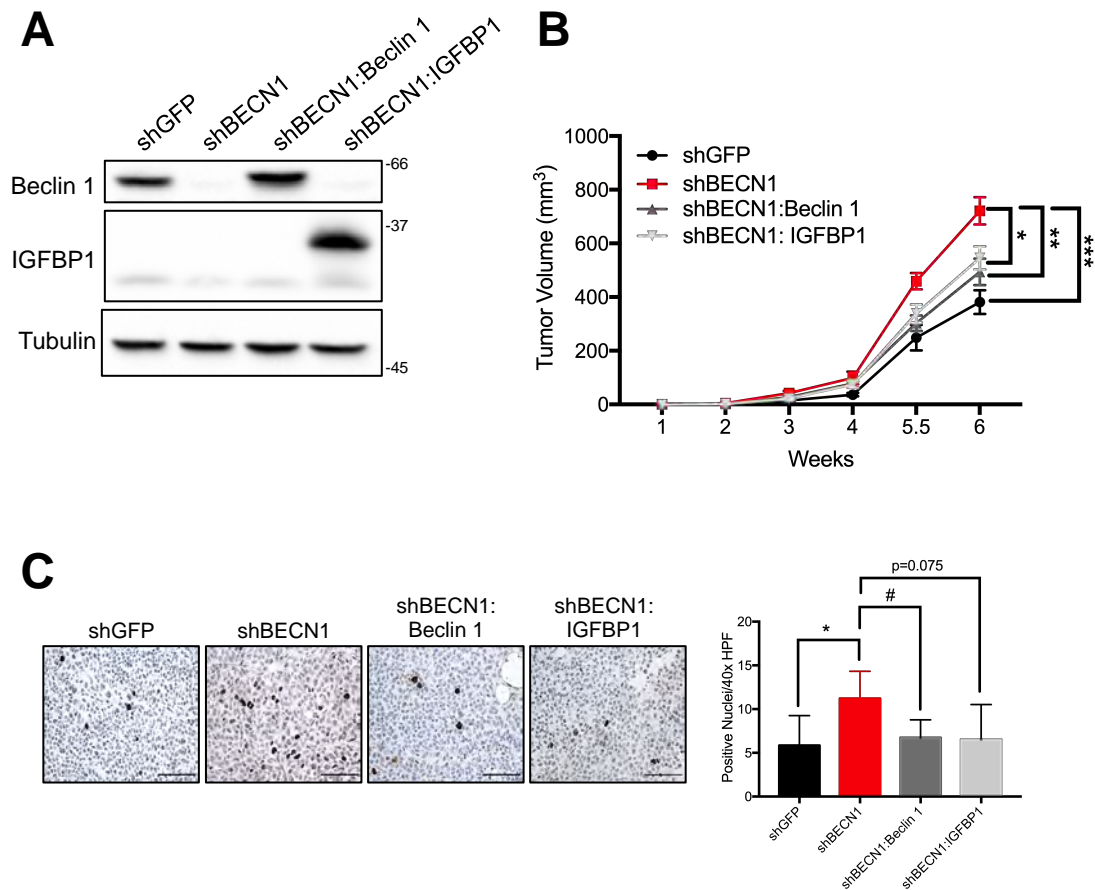 A
shGFP
shBECN1
shBECN1:Beclin 1
shBECN1:IGFBP1
Beclin 1
-66
IGFBP1
-37
Tubulin
-45
B
Tumor Volume (mm³)
1000
800
600
400
200
0
shGFP
shBECN1
shBECN1:Beclin 1
shBECN1: IGFBP1
*
**
***
1 2 3 4 5.5 6
Weeks
C
shGFP
shBECN1
shBECN1:
Beclin 1
shBECN1:
IGFBP1
Positive Nuclei/40x HPF
20
15
10
5
0
*
#
p=0.075
shGFP
shBECN1
shBECN1:Beclin 1
shBECN1:IGFBP1